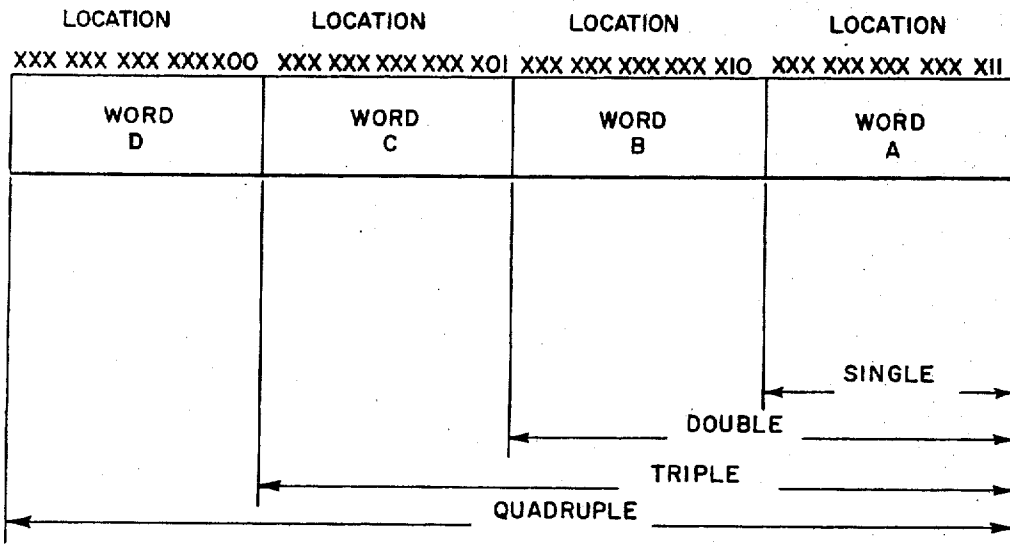 LOCATION LOCATION LOCATION LOCATION
XXX XXX XXX XXXX00 XXX XXX XXX XXX X01 XXX XXX XXX XXX X10 XXX XXX XXX XXX X11
WORD WORD WORD WORD
D C B A
SINGLE
DOUBLE
TRIPLE
QUADRUPLE